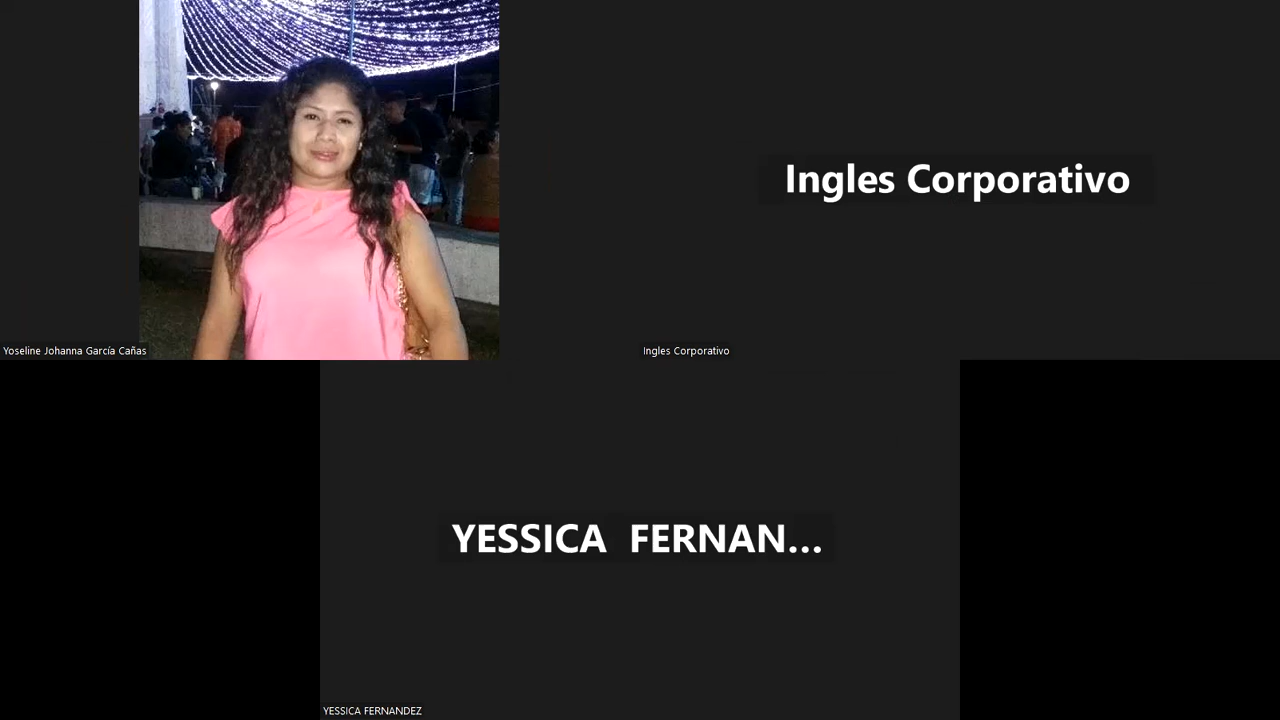 Ingles Corporativo
Yoseline Johanna García Cañas
Ingles Corporativo
YESSICA FERNAN...
YESSICA FERNANDEZ